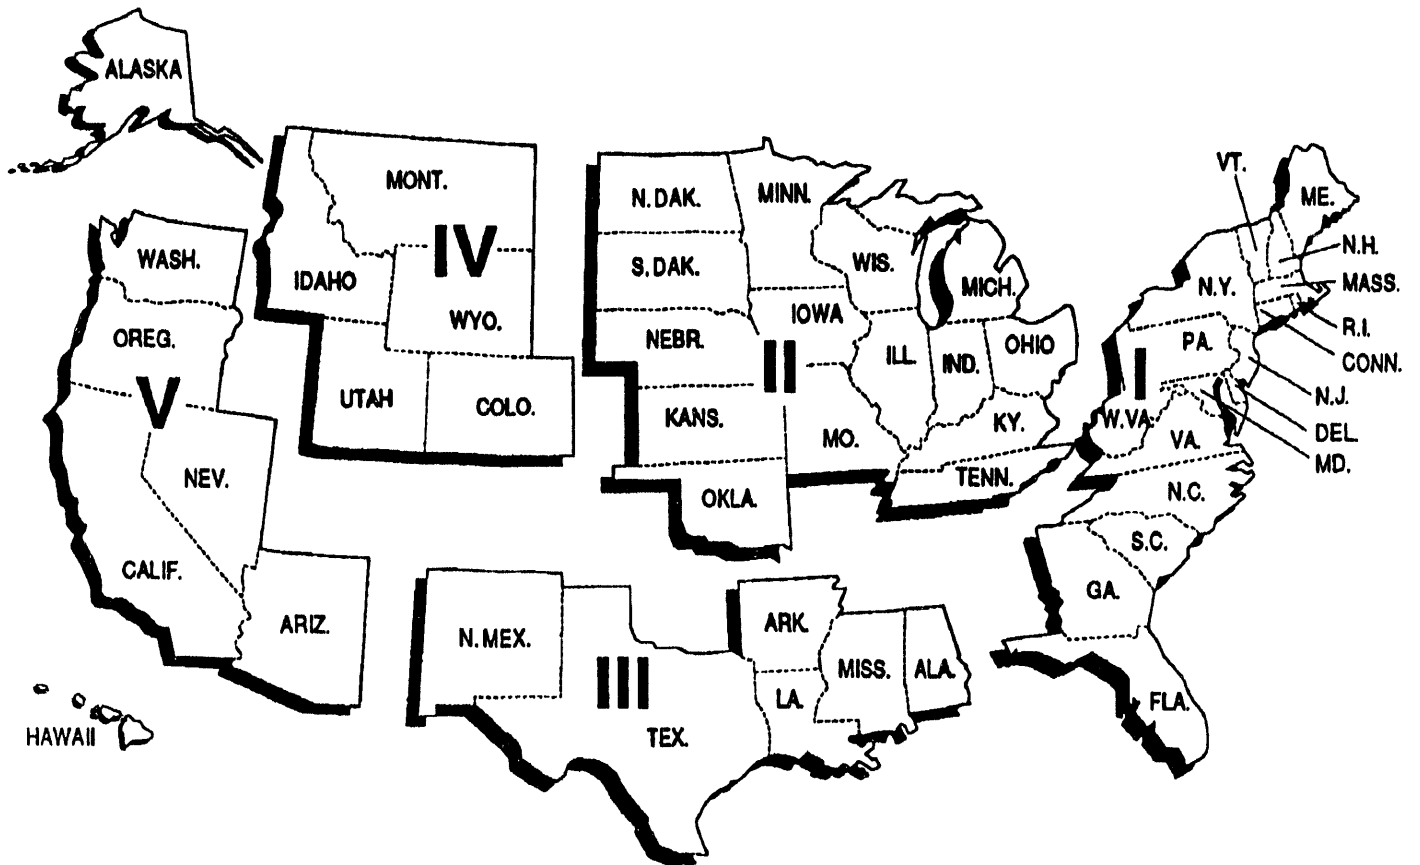 ALASKA
MONT.
VT.
N. DAK.
MINN.
ME.
IV
N.H.
WASH.
S. DAK.
WIS.
IDAHO
MICH.
N.Y.
MASS.
WYO.
IOWA
R.I.
OREG.
NEBR.
OHIO
PA.
ILL.
IND.
CONN.
II
I
V
UTAH
COLO.
N.J.
KANS.
KY.
W.VA.
DEL.
MO.
VA.
MD.
NEV.
TENN.
OKLA.
N.C.
S.C.
CALIF.
GA.
ARIZ.
N. MEX.
ARK.
MISS.
ALA.
III
LA.
FLA.
HAWAII
TEX.